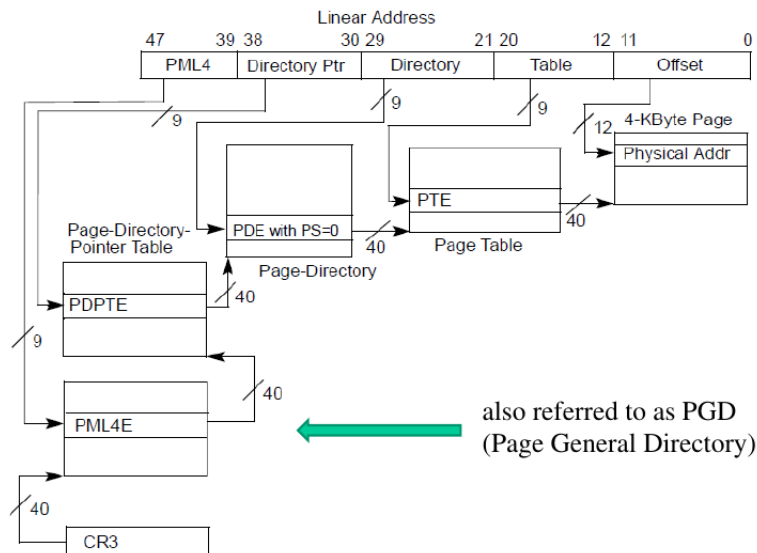 Linear Address
47 39 38 30 29 21 20 12 11 0
PML4 Directory Ptr Directory Table Offset
9 9 9 12 4-KByte Page
Physical Addr
PTE
Page-Directory-
Pointer Table
PDE with PS=0
40 40
Page Table
Page-Directory
40
PDPTE
9
40
PML4E
also referred to as PGD
(Page General Directory)
40
CR3